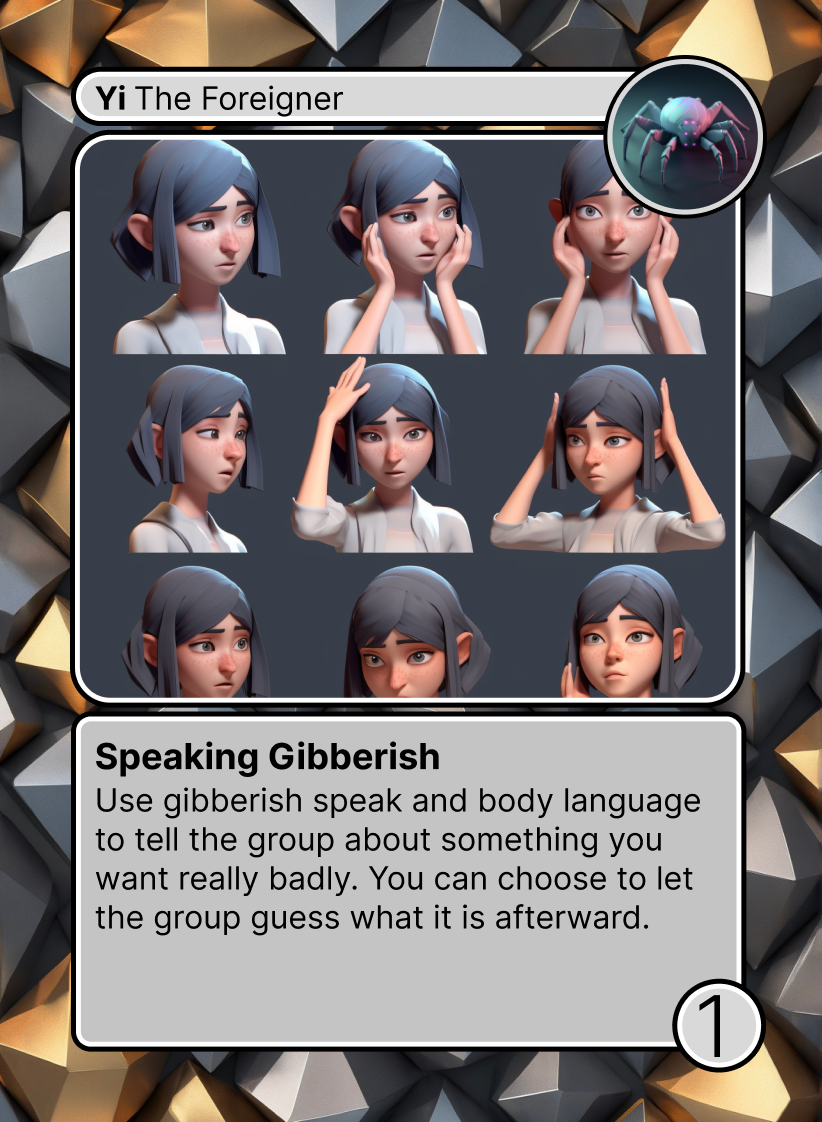 Yi The Foreigner
Speaking Gibberish
Use gibberish speak and body language
to tell the group about something you
want really badly. You can choose to let
the group guess what it is afterward.
1